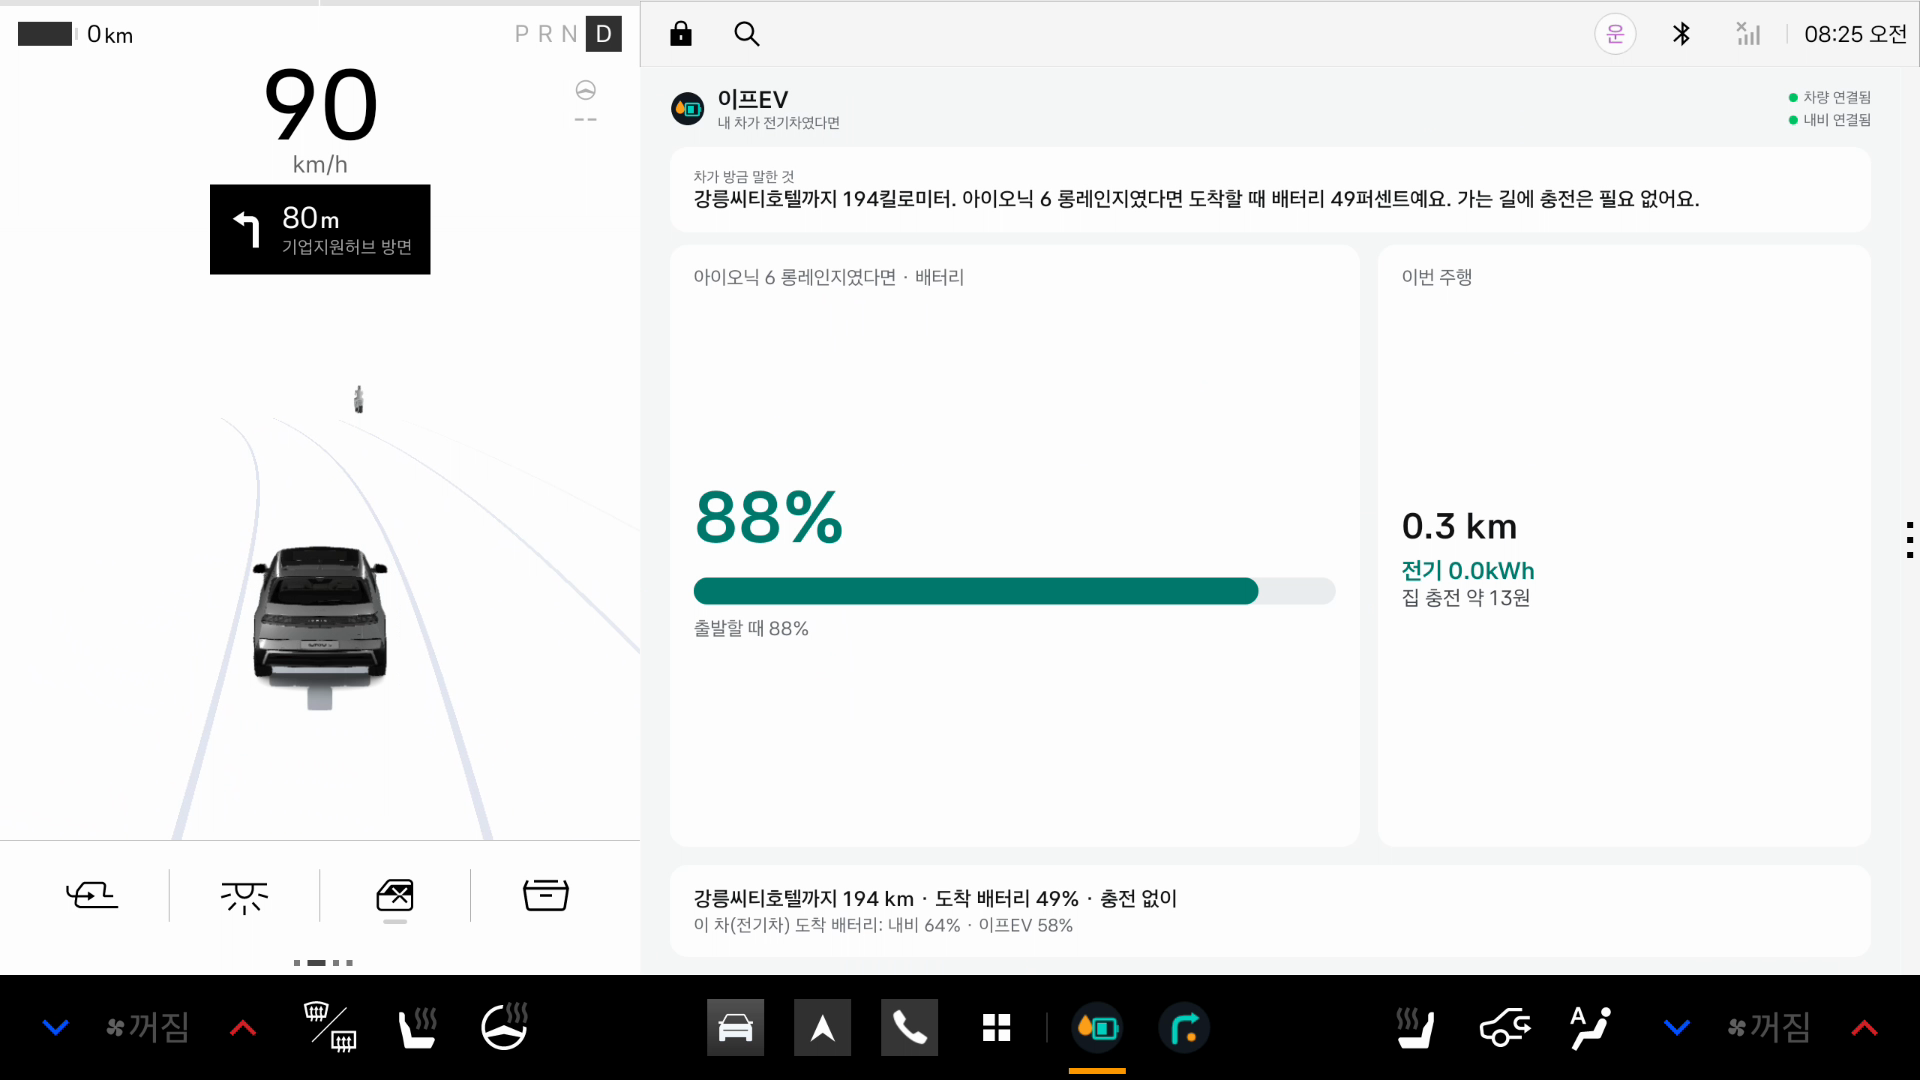 0 km
P R N D
90
km/h
80 m
기업지원허브 방면
운
08:25 오전
이프EV
내 차가 전기차였다면
차량 연결됨
내비 연결됨
차가 방금 말한 것
강릉씨티호텔까지 194킬로미터. 아이오닉 6 롱레인지였다면 도착할 때 배터리 49퍼센트예요. 가는 길에 충전은 필요 없어요.
아이오닉 6 롱레인지였다면 · 배터리
88%
출발할 때 88%
이번 주행
0.3 km
전기 0.0kWh
집 충전 약 13원
강릉씨티호텔까지 194 km · 도착 배터리 49% · 충전 없이
이 차(전기차) 도착 배터리: 내비 64% · 이프EV 58%
꺼짐
A
꺼짐